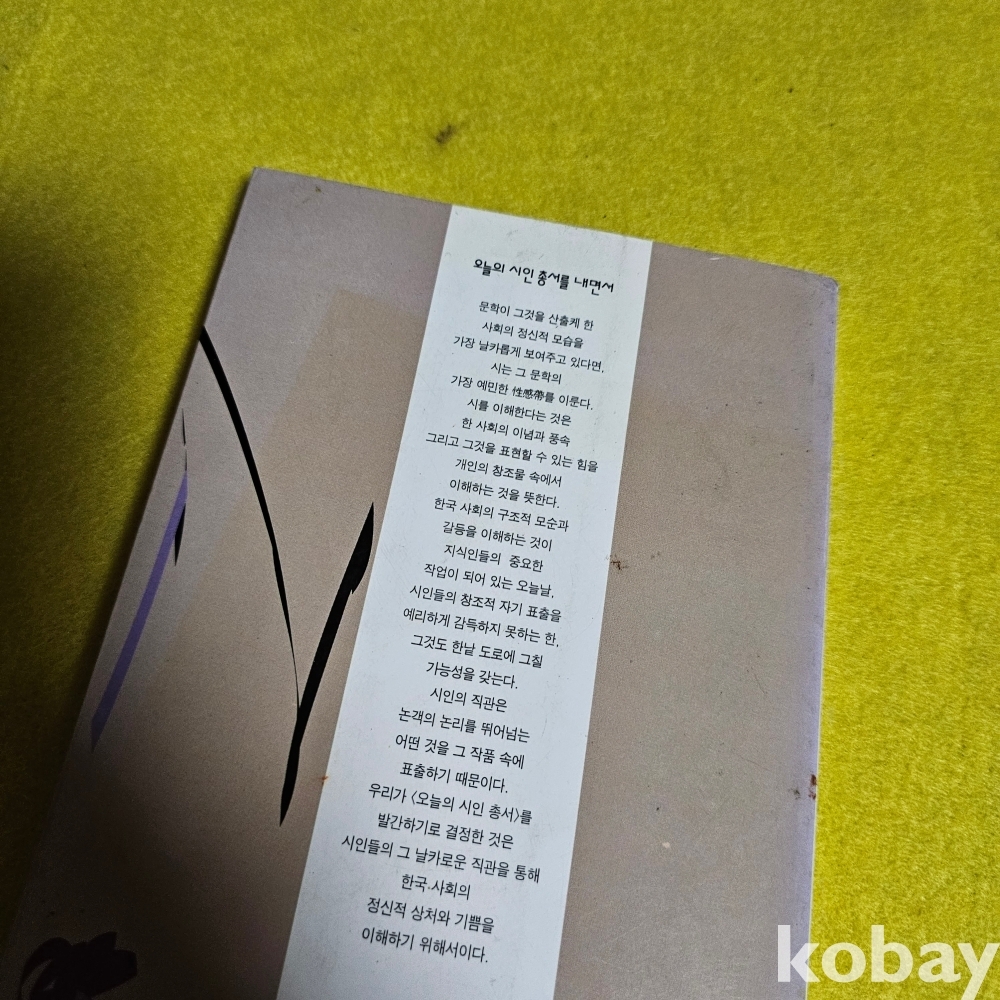 오늘의 시인 총서를 내면서
문학이 그것을 산출케 한
사회의 정신적 모습을
가장 날카롭게 보여주고 있다면,
시는 그 문학의
가장 예민한 性感帶를 이룬다.
시를 이해한다는 것은
한 사회의 이념과 풍속
그리고 그것을 표현할 수 있는 힘을
개인의 창조물 속에서
이해하는 것을 뜻한다.
한국 사회의 구조적 모순과
갈등을 이해하는 것이
지식인들의 중요한
작업이 되어 있는 오늘날,
시인들의 창조적 자기 표출을
예리하게 감득하지 못하는 한,
그것도 한낱 도로에 그칠
가능성을 갖는다.
시인의 직관은
논객의 논리를 뛰어넘는
어떤 것을 그 작품 속에
표출하기 때문이다.
우리가 〈오늘의 시인 총서〉를
발간하기로 결정한 것은
시인들의 그 날카로운 직관을 통해
한국 사회의
정신적 상처와 기쁨을
이해하기 위해서이다.
kobay